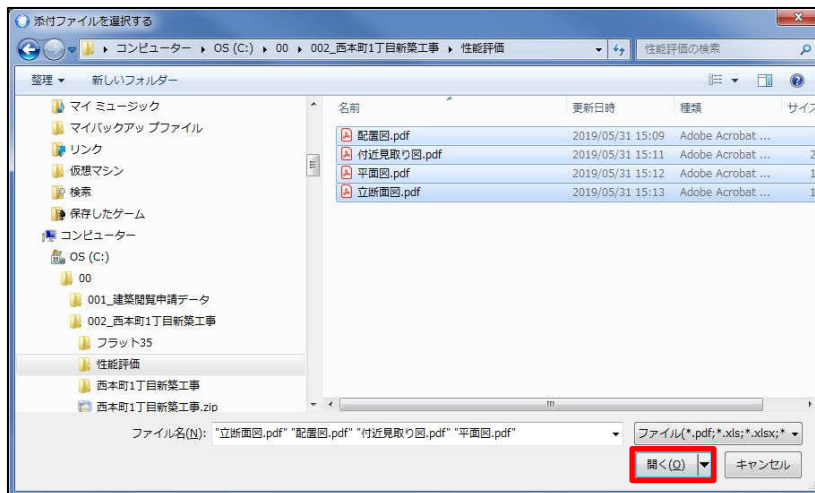 添付ファイルを選択する
コンピューター ▸ OS (C:) ▸ 00 ▸ 002_西本町1丁目新築工事 ▸ 性能評価
性能評価の検索
整理 新しいフォルダー
名前 更新日時 種類 サイズ
マイ ミュージック
マイバックアップファイル
リンク
仮想マシン
検索
保存したゲーム
コンピューター
OS (C:)
00
001_建築閲覧申請データ
002_西本町1丁目新築工事
フラット35
性能評価
西本町1丁目新築工事
西本町1丁目新築工事.zip
配置図.pdf 2019/05/31 15:09 Adobe Acrobat ...
付近見取り図.pdf 2019/05/31 15:11 Adobe Acrobat ... 2
平面図.pdf 2019/05/31 15:12 Adobe Acrobat ... 1
立断面図.pdf 2019/05/31 15:13 Adobe Acrobat ... 1
ファイル名(N): "立断面図.pdf" "配置図.pdf" "付近見取り図.pdf" "平面図.pdf"
ファイル(*.pdf;*.xls;*.xlsx;*
開く(O) キャンセル